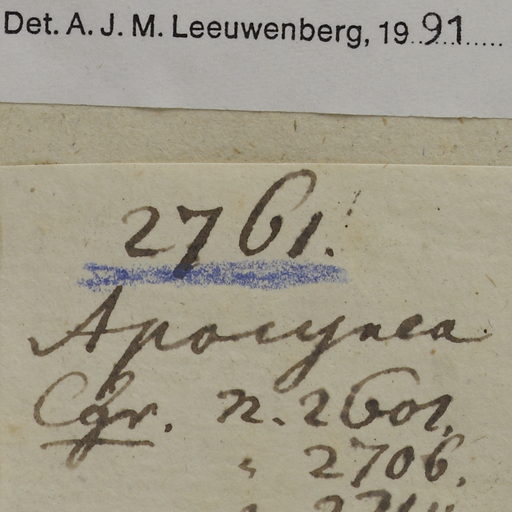 Det. A. J. M. Leeuwenberg, 1991
2761.
Apocynea.
Cfr. n. 2601.
" 2706.